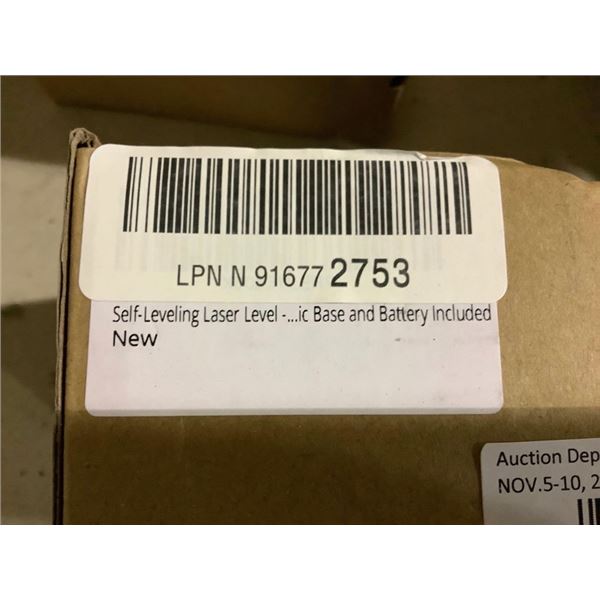 LPN N 91677 2753
Self-Leveling Laser Level -...ic Base and Battery Included
New
Auction Dep
NOV.5-10, 2